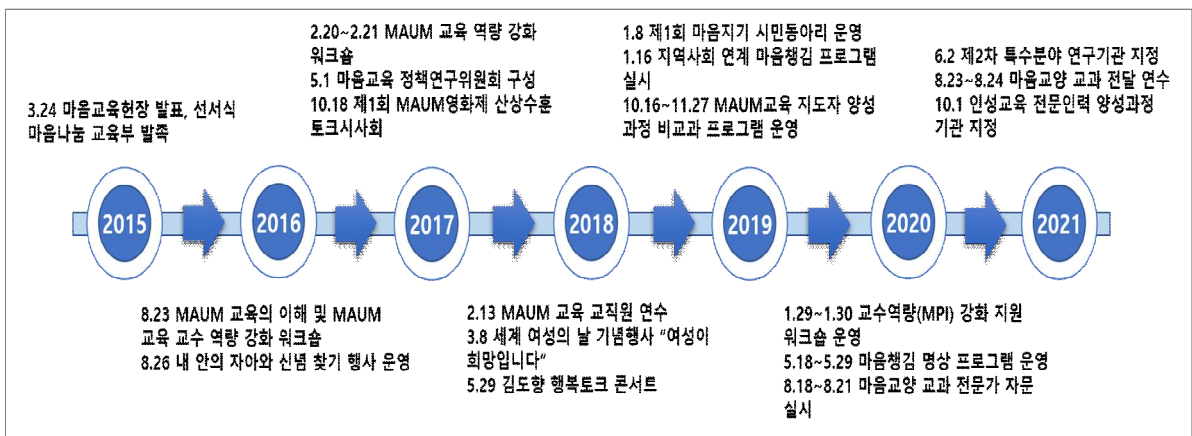 3.24 마음교육헌장 발표, 선서식
마음나눔 교육부 발족
2.20~2.21 MAUM 교육 역량 강화
워크숍
5.1 마음교육 정책연구위원회 구성
10.18 제1회 MAUM영화제 산상수훈
토크시사회
1.8 제1회 마음지기 시민동아리 운영
1.16 지역사회 연계 마음챙김 프로그램
실시
10.16~11.27 MAUM교육 지도자 양성
과정 비교과 프로그램 운영
6.2 제2차 특수분야 연구기관 지정
8.23~8.24 마음교양 교과 전달 연수
10.1 인성교육 전문인력 양성과정
기관 지정
2015 2016 2017 2018 2019 2020 2021
8.23 MAUM 교육의 이해 및 MAUM
교육 교수 역량 강화 워크숍
8.26 내 안의 자아와 신념 찾기 행사 운영
2.13 MAUM 교육 교직원 연수
3.8 세계 여성의 날 기념행사 "여성이
희망입니다"
5.29 김도향 행복토크 콘서트
1.29~1.30 교수역량(MPI) 강화 지원
워크숍 운영
5.18~5.29 마음챙김 명상 프로그램 운영
8.18~8.21 마음교양 교과 전문가 자문
실시